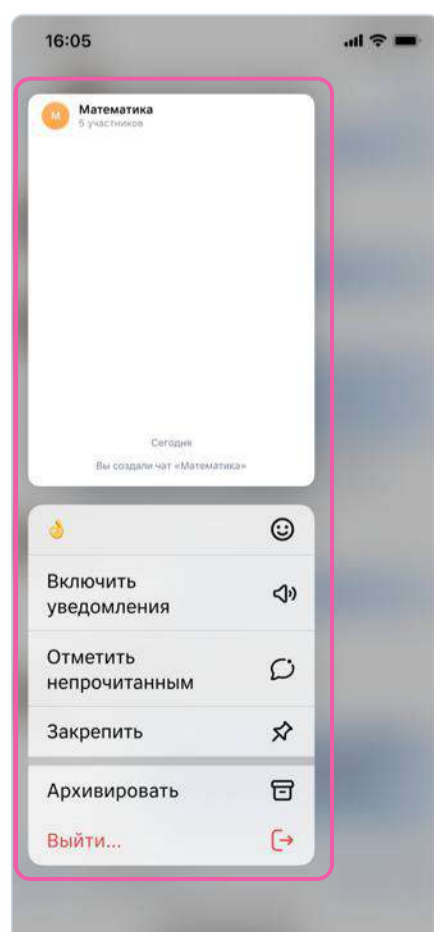 16:05
М
Математика
5 участников
Сегодня
Вы создали чат «Математика»
👌
Включить
уведомления
Отметить
непрочитанным
Закрепить
Архивировать
Выйти...